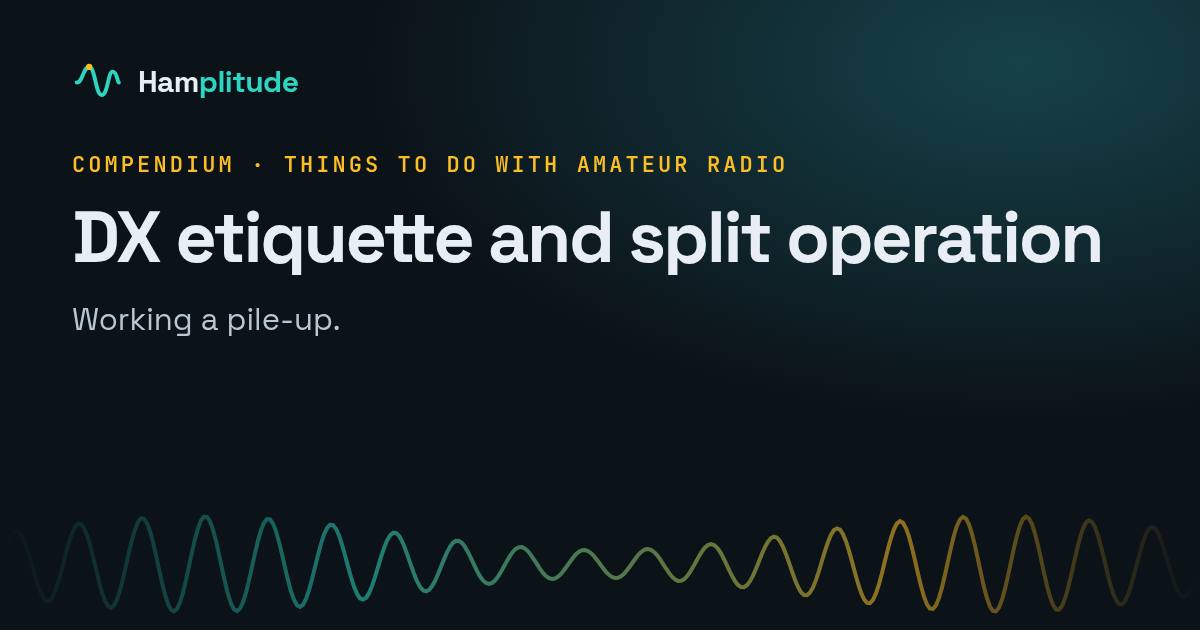 Hamplitude
COMPENDIUM · THINGS TO DO WITH AMATEUR RADIO
DX etiquette and split operation
Working a pile-up.